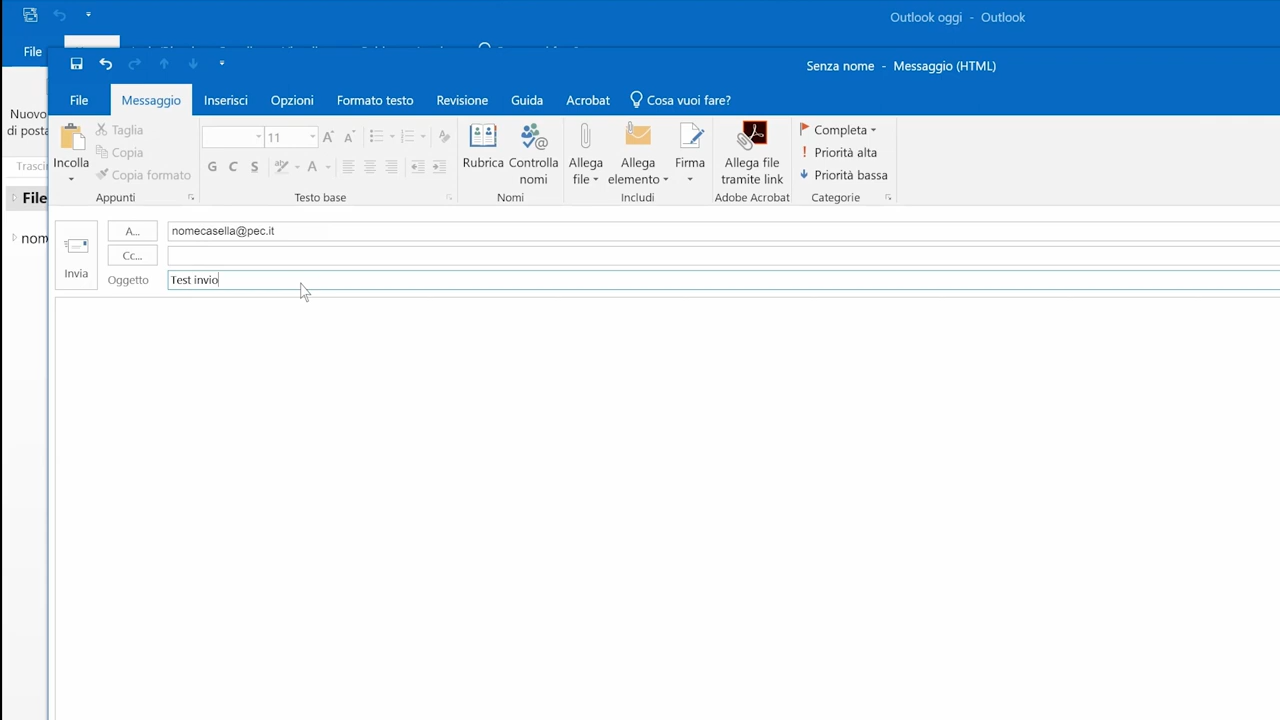 Outlook oggi - Outlook
File
Senza nome - Messaggio (HTML)
File Messaggio Inserisci Opzioni Formato testo Revisione Guida Acrobat Cosa vuoi fare?
Nuovo
di posta
Trascin
File
nom
Incolla
Taglia
Copia
Copia formato
Appunti
11
G C S A
Testo base
Rubrica
Controlla
nomi
Nomi
Allega
file
Allega
elemento
Firma
Includi
Allega file
tramite link
Adobe Acrobat
Completa
Priorità alta
Priorità bassa
Categorie
Invia
A... nomecasella@pec.it
Cc...
Oggetto Test invio